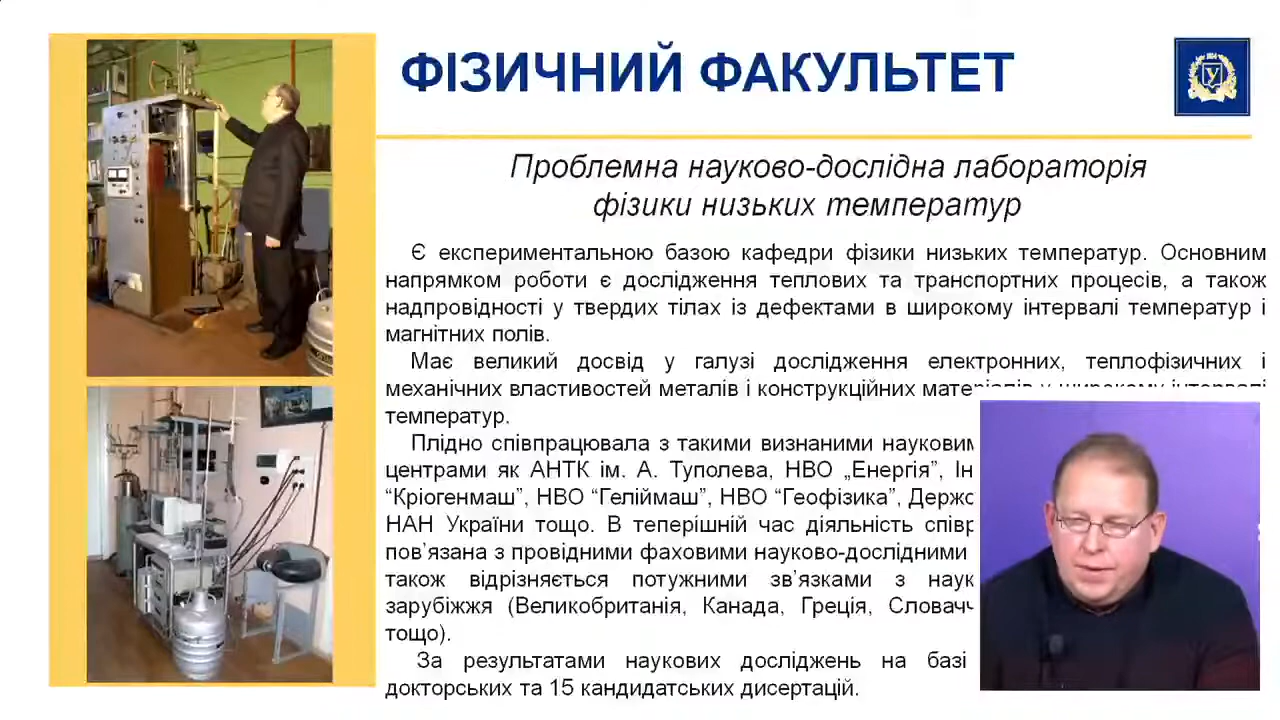 ФІЗИЧНИЙ ФАКУЛЬТЕТ
У
Проблемна науково-дослідна лабораторія
фізики низьких температур
Є експериментальною базою кафедри фізики низьких температур. Основним
напрямком роботи є дослідження теплових та транспортних процесів, а також
надпровідності у твердих тілах із дефектами в широкому інтервалі температур і
магнітних полів.
Має великий досвід у галузі дослідження електронних, теплофізичних і
механічних властивостей металів і конструкційних матеріалів у широкому інтервалі
температур.
Плідно співпрацювала з такими визнаними
центрами як АНТК ім. А. Туполева, НВО „Енергія”,
“Кріогенмаш”, НВО “Геліймаш”, НВО “Геофізика”,
НАН України тощо. В теперішній час діяльність
пов’язана з провідними фаховими науково-дослідними
також відрізняється потужними зв’язками з
зарубіжжя (Великобританія, Канада, Греція,
тощо).
За результатами наукових досліджень на базі
докторських та 15 кандидатських дисертацій.